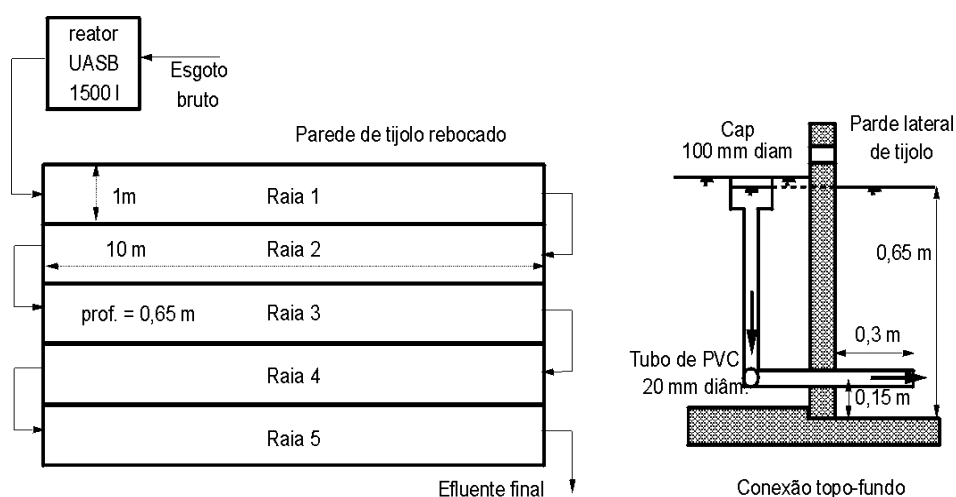 reator
UASB
1500 l
Esgoto
bruto
Parede de tijolo rebocado
1m
Raia 1
10 m
Raia 2
prof. = 0,65 m
Raia 3
Raia 4
Raia 5
Efluente final
Cap
100 mm diam
Parde lateral
de tijolo
0,65 m
0,3 m
Tubo de PVC
20 mm diâm.
0,15 m
Conexão topo-fundo